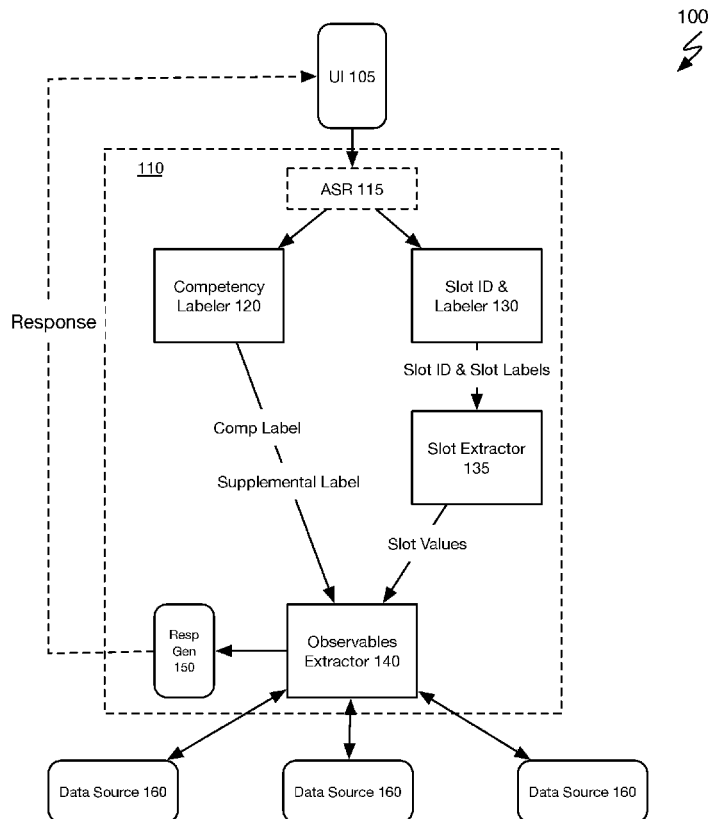 100
UI 105
110
ASR 115
Competency
Labeler 120
Slot ID &
Labeler 130
Response
Slot ID & Slot Labels
Comp Label
Slot Extractor
135
Supplemental Label
Slot Values
Resp
Gen
150
Observables
Extractor 140
Data Source 160
Data Source 160
Data Source 160